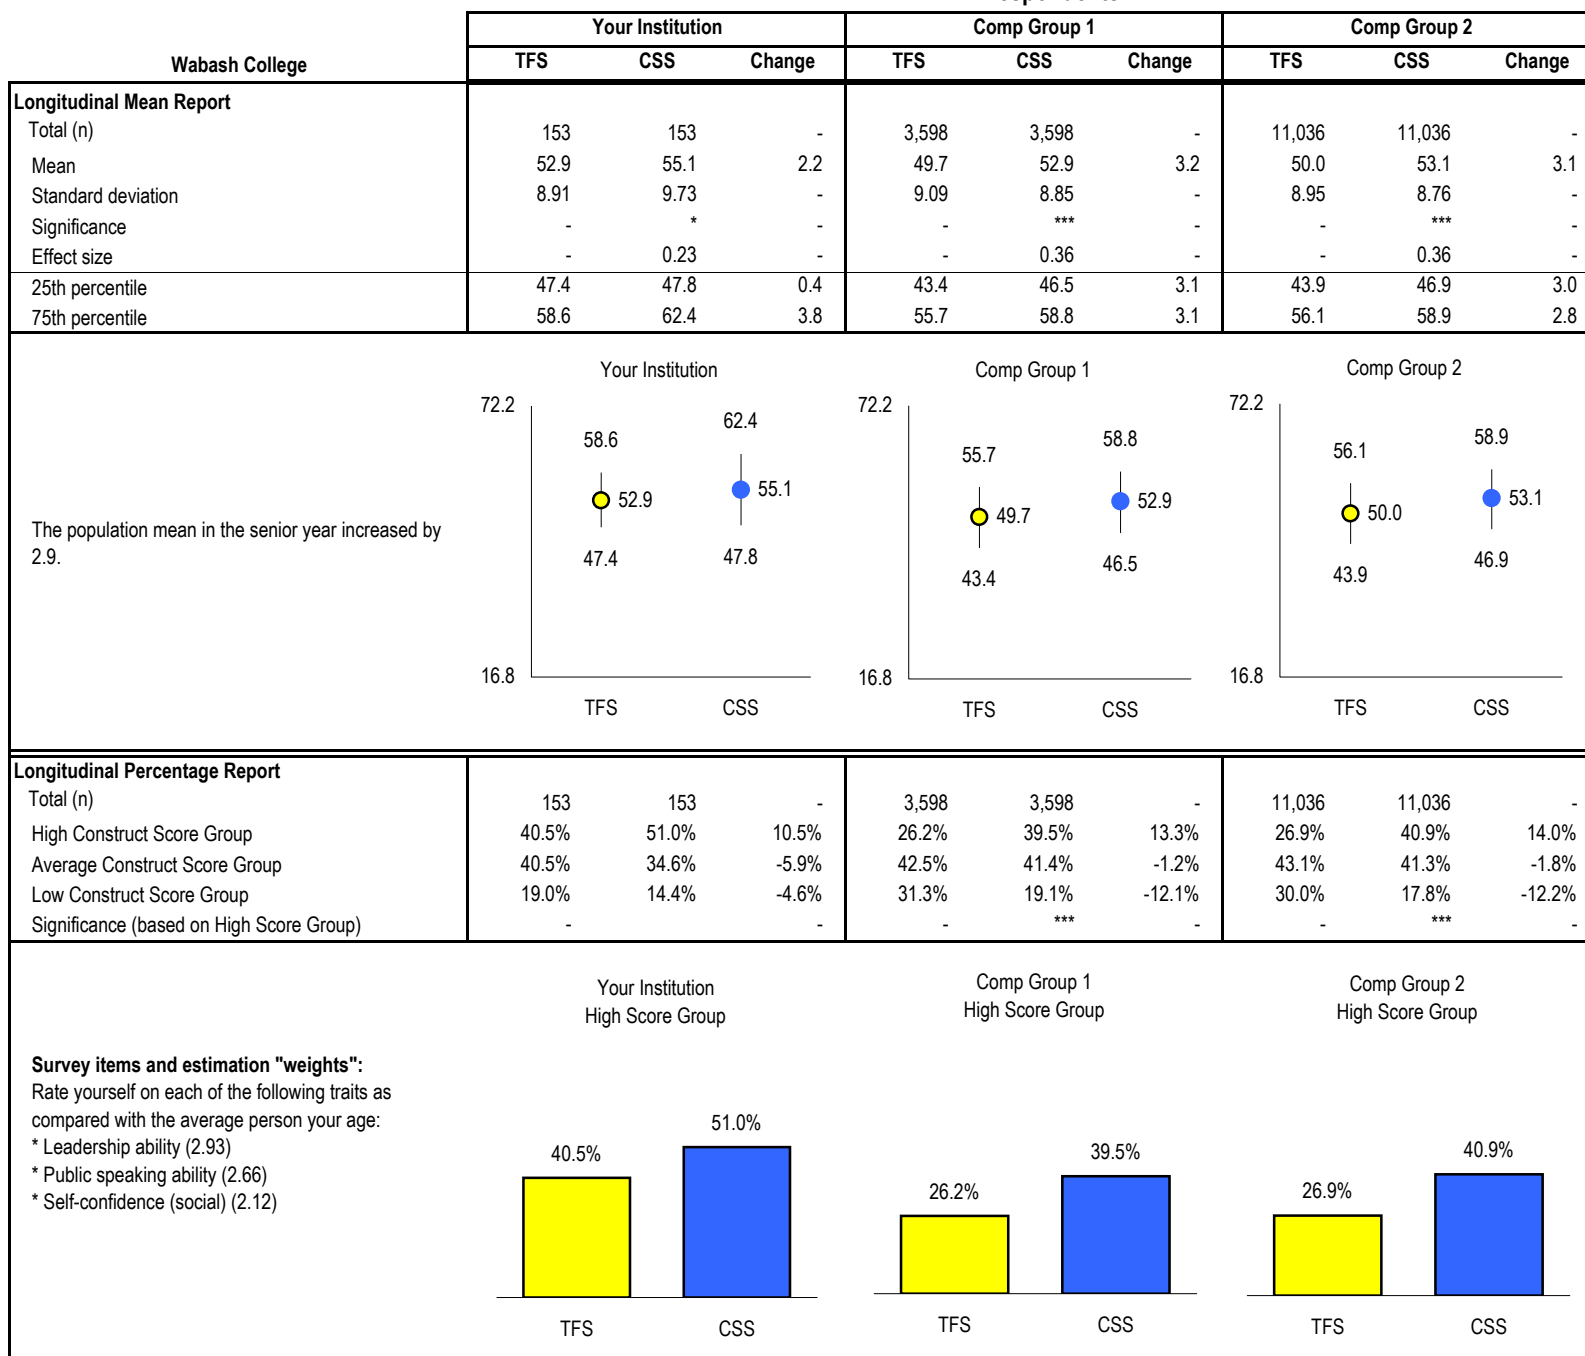 Your Institution Comp Group 1 Comp Group 2
Wabash College TFS CSS Change TFS CSS Change TFS CSS Change
Longitudinal Mean Report
Total (n) 153 153 - 3,598 3,598 - 11,036 11,036 -
Mean 52.9 55.1 2.2 49.7 52.9 3.2 50.0 53.1 3.1
Standard deviation 8.91 9.73 - 9.09 8.85 - 8.95 8.76 -
Significance - * - - *** - - *** -
Effect size - 0.23 - - 0.36 - - 0.36 -
25th percentile 47.4 47.8 0.4 43.4 46.5 3.1 43.9 46.9 3.0
75th percentile 58.6 62.4 3.8 55.7 58.8 3.1 56.1 58.9 2.8
The population mean in the senior year increased by
2.9.
Your Institution
72.2
58.6 62.4
52.9 55.1
47.4 47.8
16.8
TFS CSS
Comp Group 1
72.2
55.7 58.8
49.7 52.9
43.4 46.5
16.8
TFS CSS
Comp Group 2
72.2
56.1 58.9
50.0 53.1
43.9 46.9
16.8
TFS CSS
Longitudinal Percentage Report
Total (n) 153 153 - 3,598 3,598 - 11,036 11,036 -
High Construct Score Group 40.5% 51.0% 10.5% 26.2% 39.5% 13.3% 26.9% 40.9% 14.0%
Average Construct Score Group 40.5% 34.6% -5.9% 42.5% 41.4% -1.2% 43.1% 41.3% -1.8%
Low Construct Score Group 19.0% 14.4% -4.6% 31.3% 19.1% -12.1% 30.0% 17.8% -12.2%
Significance (based on High Score Group) - - - *** - - *** -
Survey items and estimation "weights":
Rate yourself on each of the following traits as
compared with the average person your age:
* Leadership ability (2.93)
* Public speaking ability (2.66)
* Self-confidence (social) (2.12)
Your Institution
High Score Group
40.5% 51.0%
TFS CSS
Comp Group 1
High Score Group
26.2% 39.5%
TFS CSS
Comp Group 2
High Score Group
26.9% 40.9%
TFS CSS